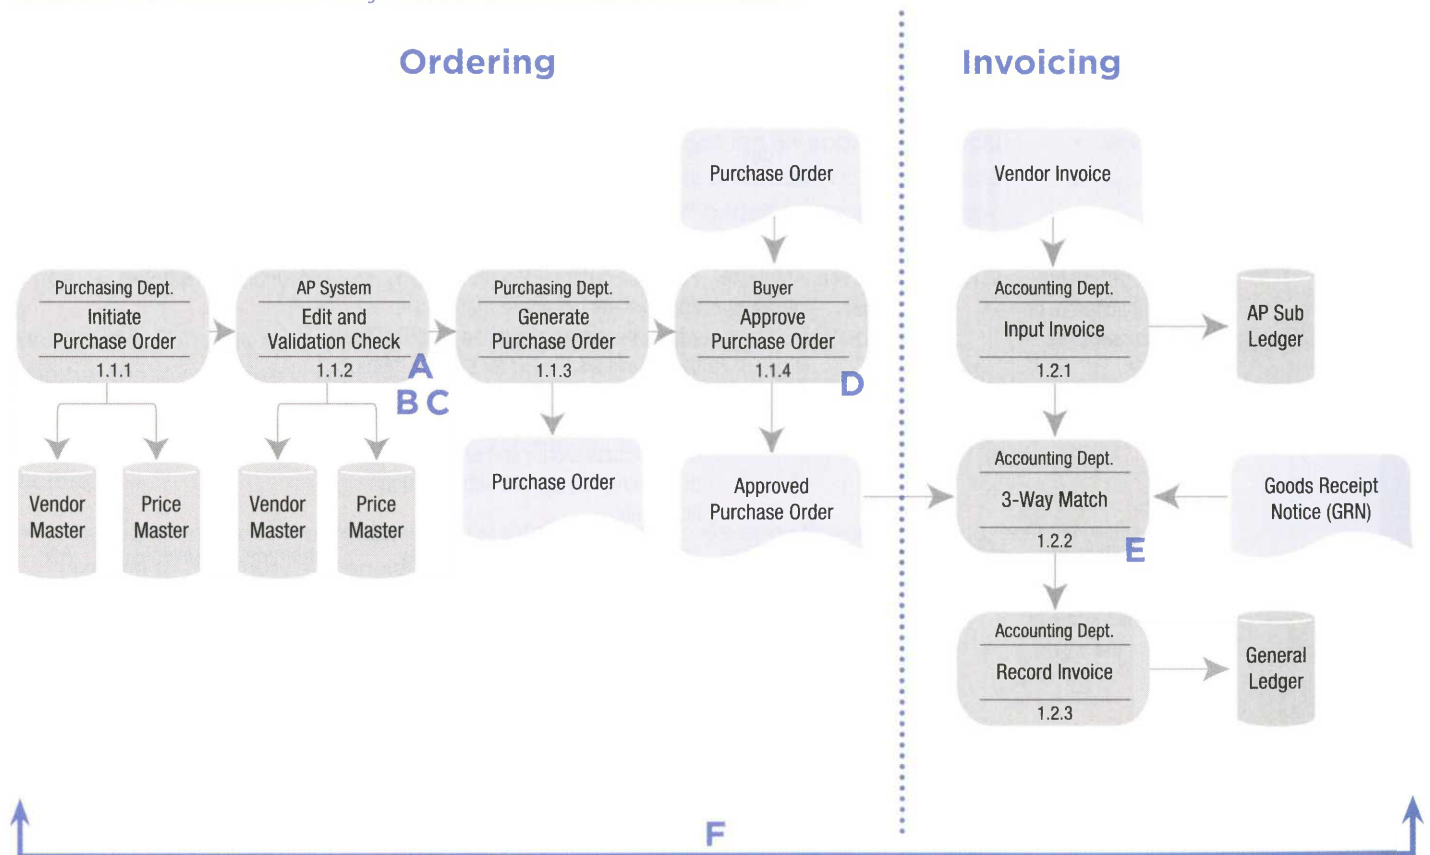 Ordering
Invoicing
Purchase Order
Vendor Invoice
Purchasing Dept.
Initiate
Purchase Order
1.1.1
AP System
Edit and
Validation Check
1.1.2
A
B C
Purchasing Dept.
Generate
Purchase Order
1.1.3
Buyer
Approve
Purchase Order
1.1.4
D
Accounting Dept.
Input Invoice
1.2.1
AP Sub
Ledger
Vendor
Master
Price
Master
Vendor
Master
Price
Master
Purchase Order
Approved
Purchase Order
Accounting Dept.
3-Way Match
1.2.2
E
Goods Receipt
Notice (GRN)
Accounting Dept.
Record Invoice
1.2.3
General
Ledger
F